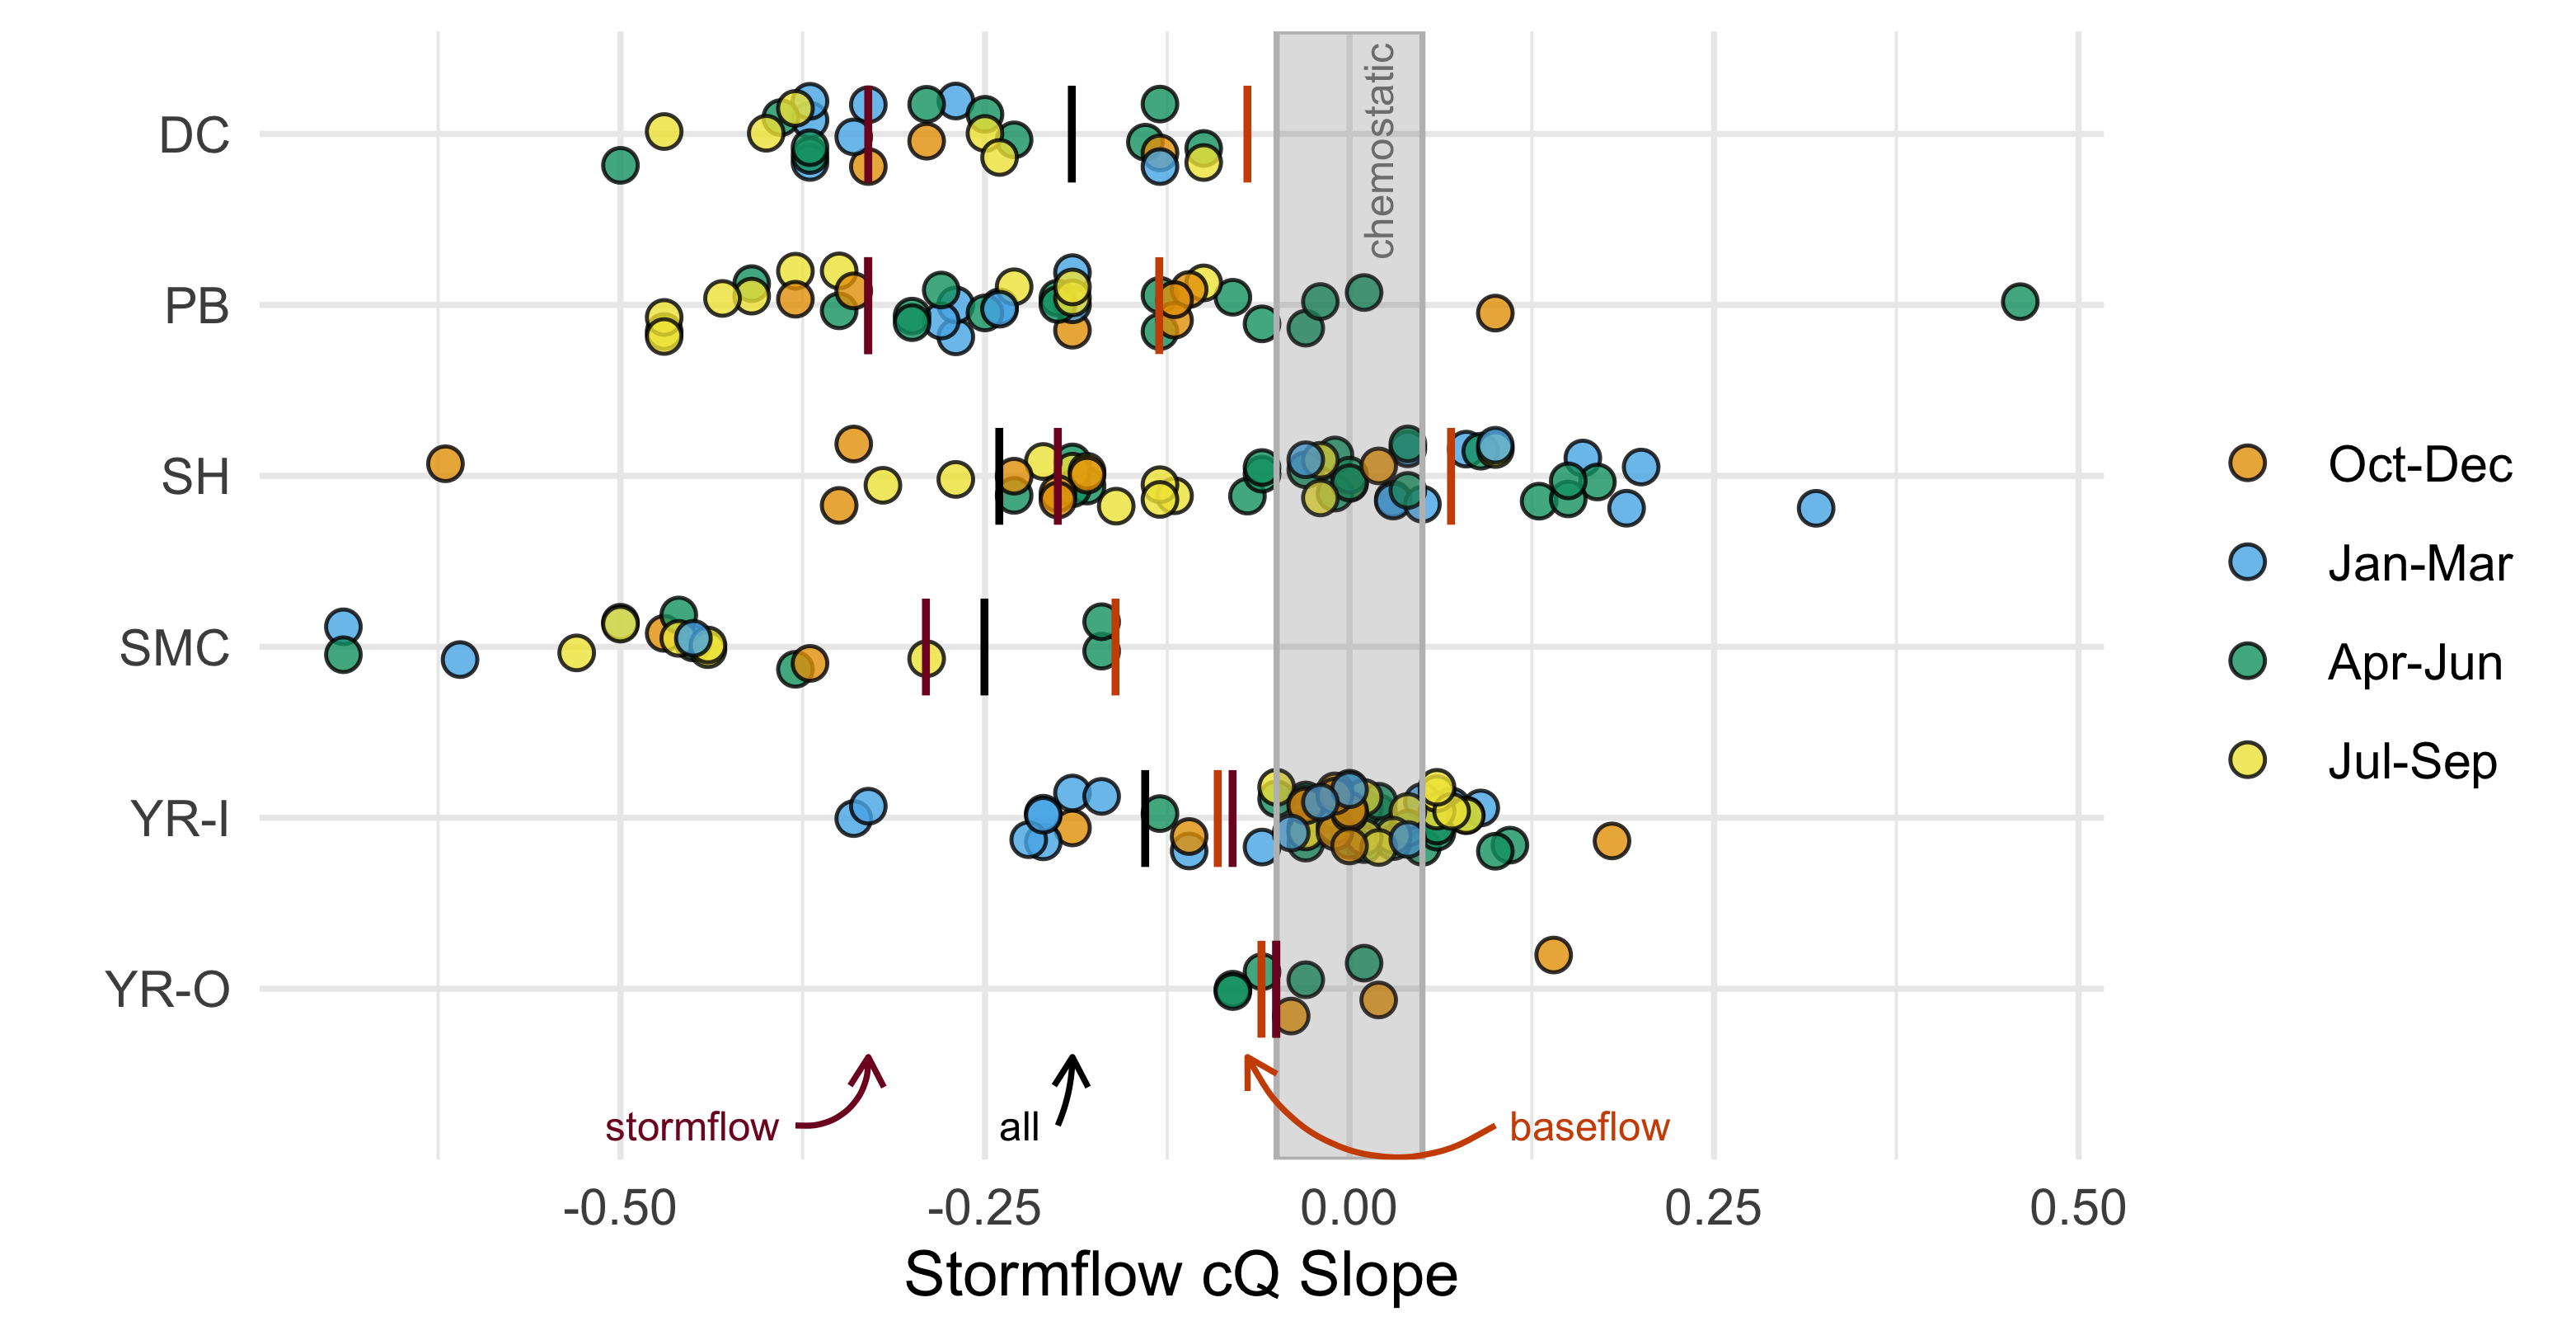 chemostatic
DC
PB
SH
SMC
YR-I
YR-O
stormflow
all
baseflow
-0.50
-0.25
0.00
0.25
0.50
Stormflow cQ Slope
Oct-Dec
Jan-Mar
Apr-Jun
Jul-Sep